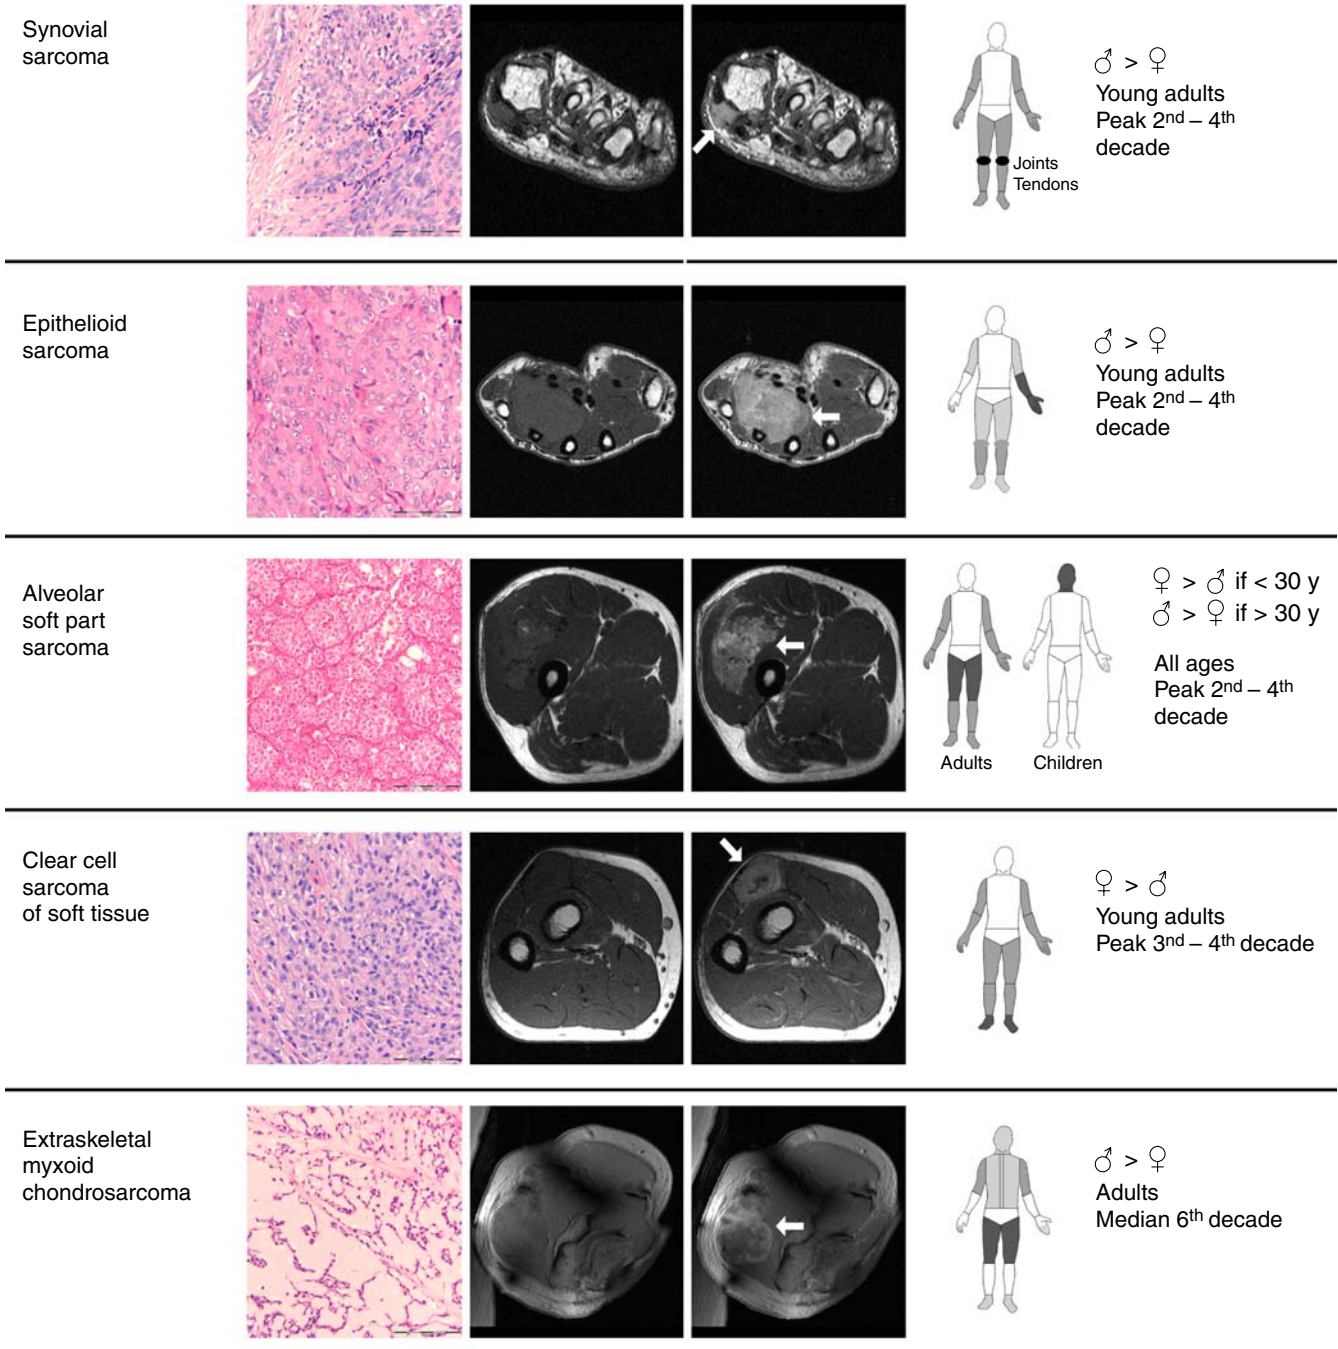 Synovial
sarcoma
♂ > ♀
Young adults
Peak 2nd – 4th
decade
Joints
Tendons
Epithelioid
sarcoma
♂ > ♀
Young adults
Peak 2nd – 4th
decade
Alveolar
soft part
sarcoma
♀ > ♂ if < 30 y
♂ > ♀ if > 30 y
All ages
Peak 2nd – 4th
decade
Adults
Children
Clear cell
sarcoma
of soft tissue
♀ > ♂
Young adults
Peak 3nd – 4th decade
Extraskeletal
myxoid
chondrosarcoma
♂ > ♀
Adults
Median 6th decade